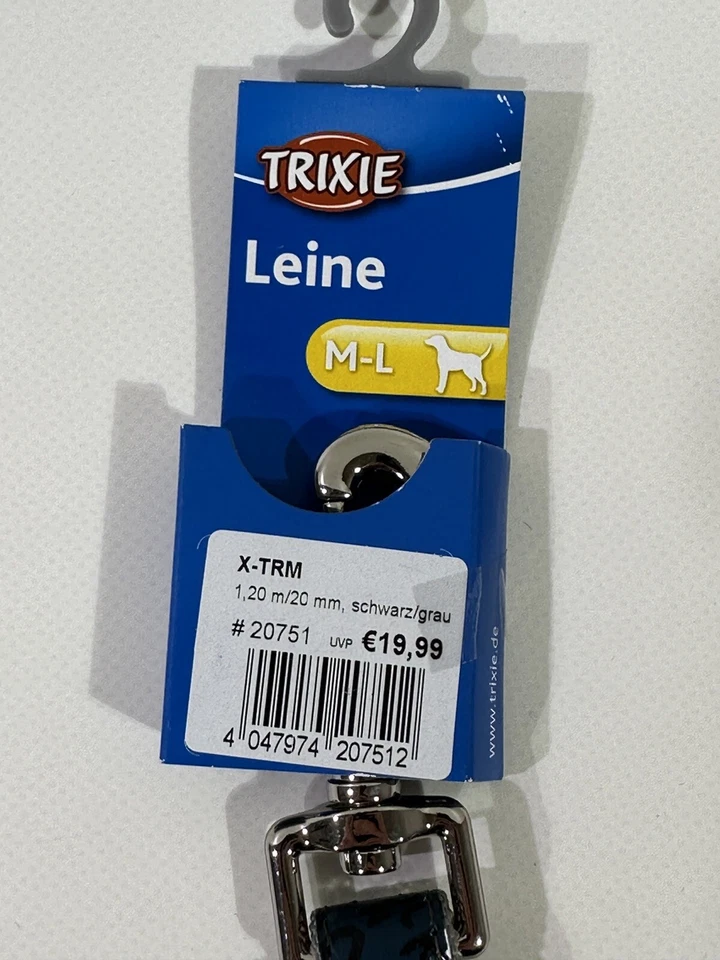 TRIXIE
Leine
M-L
X-TRM
1,20 m/20 mm, schwarz/grau
# 20751 UVP €19,99
4 047974 207512
www.trixie.de